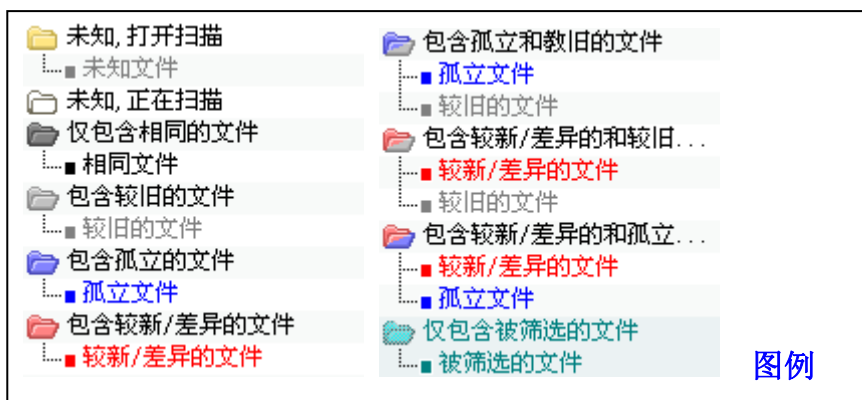 未知, 打开扫描
未知文件
未知, 正在扫描
仅包含相同的文件
相同文件
包含较旧的文件
较旧的文件
包含孤立的文件
孤立文件
包含较新/差异的文件
较新/差异的文件
包含孤立和教旧的文件
孤立文件
较旧的文件
包含较新/差异的和较旧...
较新/差异的文件
较旧的文件
包含较新/差异的和孤立...
较新/差异的文件
孤立文件
仅包含被筛选的文件
被筛选的文件
图例